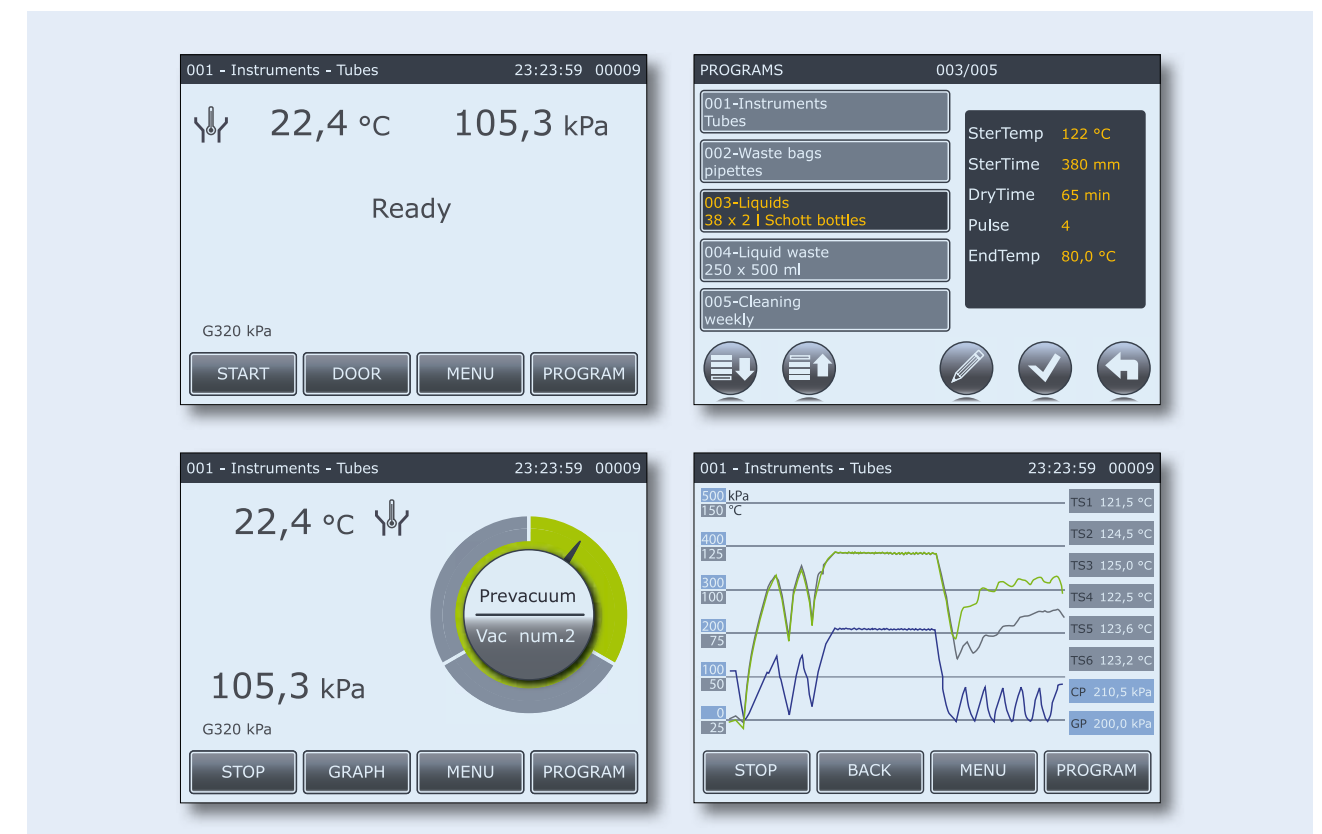 001 - Instruments - Tubes 23:23:59 00009
22,4 °C 105,3 kPa
Ready
G320 kPa
START DOOR MENU PROGRAM
PROGRAMS 003/005
001-Instruments
Tubes
002-Waste bags
pipettes
003-Liquids
38 x 2 l Schott bottles
004-Liquid waste
250 x 500 ml
005-Cleaning
weekly
SterTemp 122 °C
SterTime 380 mm
DryTime 65 min
Pulse 4
EndTemp 80,0 °C
001 - Instruments - Tubes 23:23:59 00009
22,4 °C
Prevacuum
Vac num.2
105,3 kPa
G320 kPa
STOP GRAPH MENU PROGRAM
001 - Instruments - Tubes 23:23:59 00009
500 kPa
150 °C
400
125
300
100
200
75
100
50
0
25
TS1 121,5 °C
TS2 124,5 °C
TS3 125,0 °C
TS4 122,5 °C
TS5 123,6 °C
TS6 123,2 °C
CP 210,5 kPa
GP 200,0 kPa
STOP BACK MENU PROGRAM